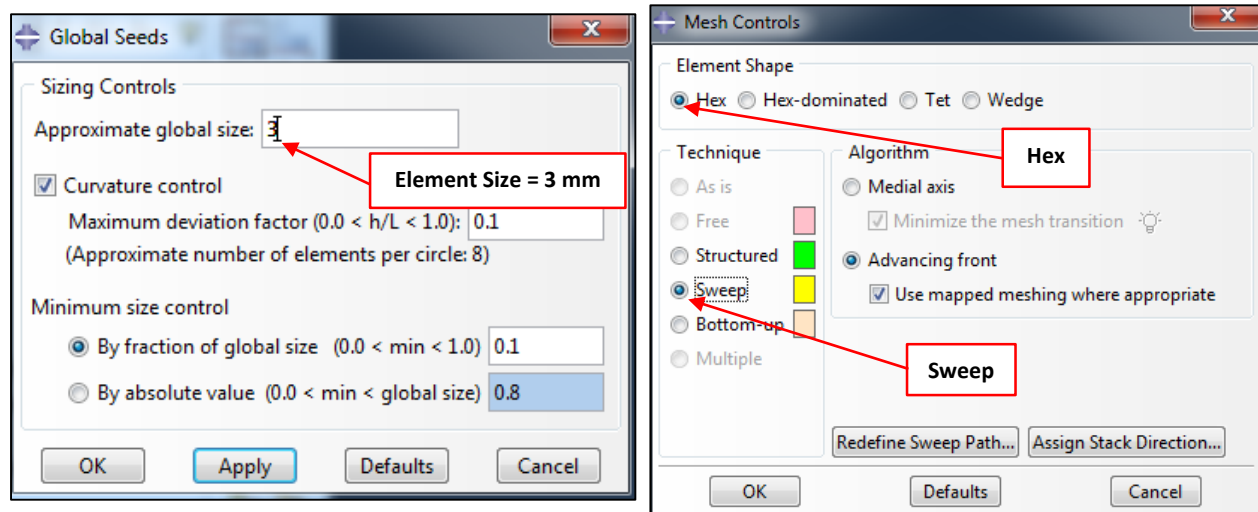 Global Seeds
Sizing Controls
Approximate global size: 3
Element Size = 3 mm
Curvature control
Maximum deviation factor (0.0 < h/L < 1.0): 0.1
(Approximate number of elements per circle: 8)
Minimum size control
By fraction of global size (0.0 < min < 1.0) 0.1
By absolute value (0.0 < min < global size) 0.8
OK Apply Defaults Cancel
Mesh Controls
Element Shape
Hex Hex-dominated Tet Wedge
Hex
Technique
As is
Free
Structured
Sweep
Bottom-up
Multiple
Algorithm
Medial axis
Minimize the mesh transition
Advancing front
Use mapped meshing where appropriate
Sweep
Redefine Sweep Path... Assign Stack Direction...
OK Defaults Cancel